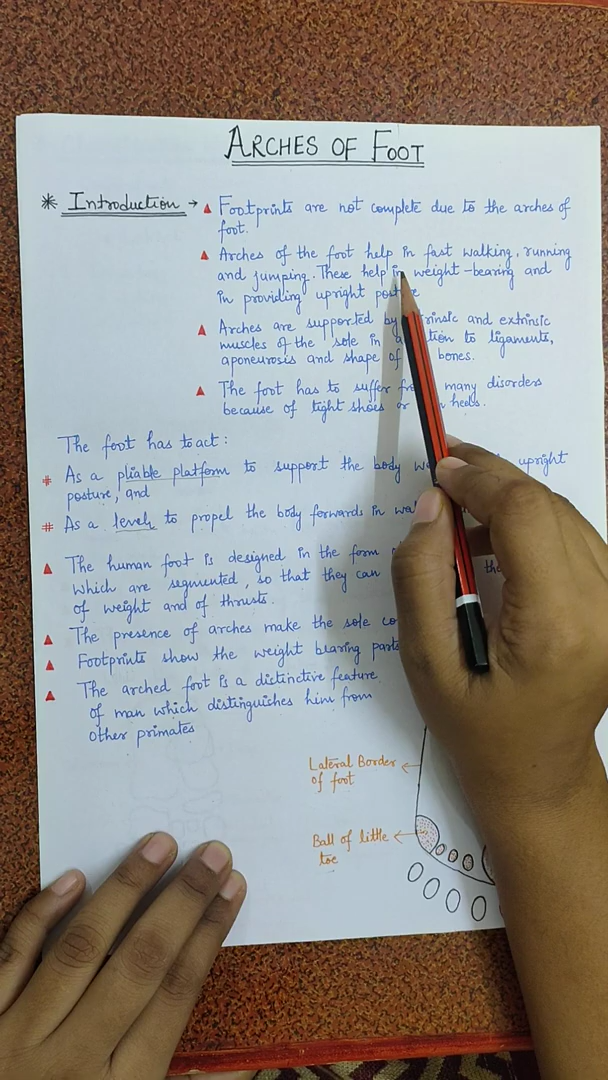 ARCHES OF FOOT
* Introduction → Footprints are not complete due to the arches of
foot.
Arches of the foot help in fast walking, running
and jumping. These help in weight-bearing and
in providing upright
Arches are supported by and extrinsic
muscles of the sole in to ligaments,
aponeurosis and shape of bones.
The foot has to suffer many disorders
because of tight shoes or heels.
The foot has to act:
# As a pliable platform to support the body upright
posture, and
# As a level to propel the body forwards in
The human foot is designed in the form
which are segmented, so that they can
of weight and of thrusts.
The presence of arches make the sole
Footprints show the weight bearing parts
The arched foot is a distinctive feature
of man which distinguishes him from
other primates
Lateral Border
of foot
Ball of little
toe